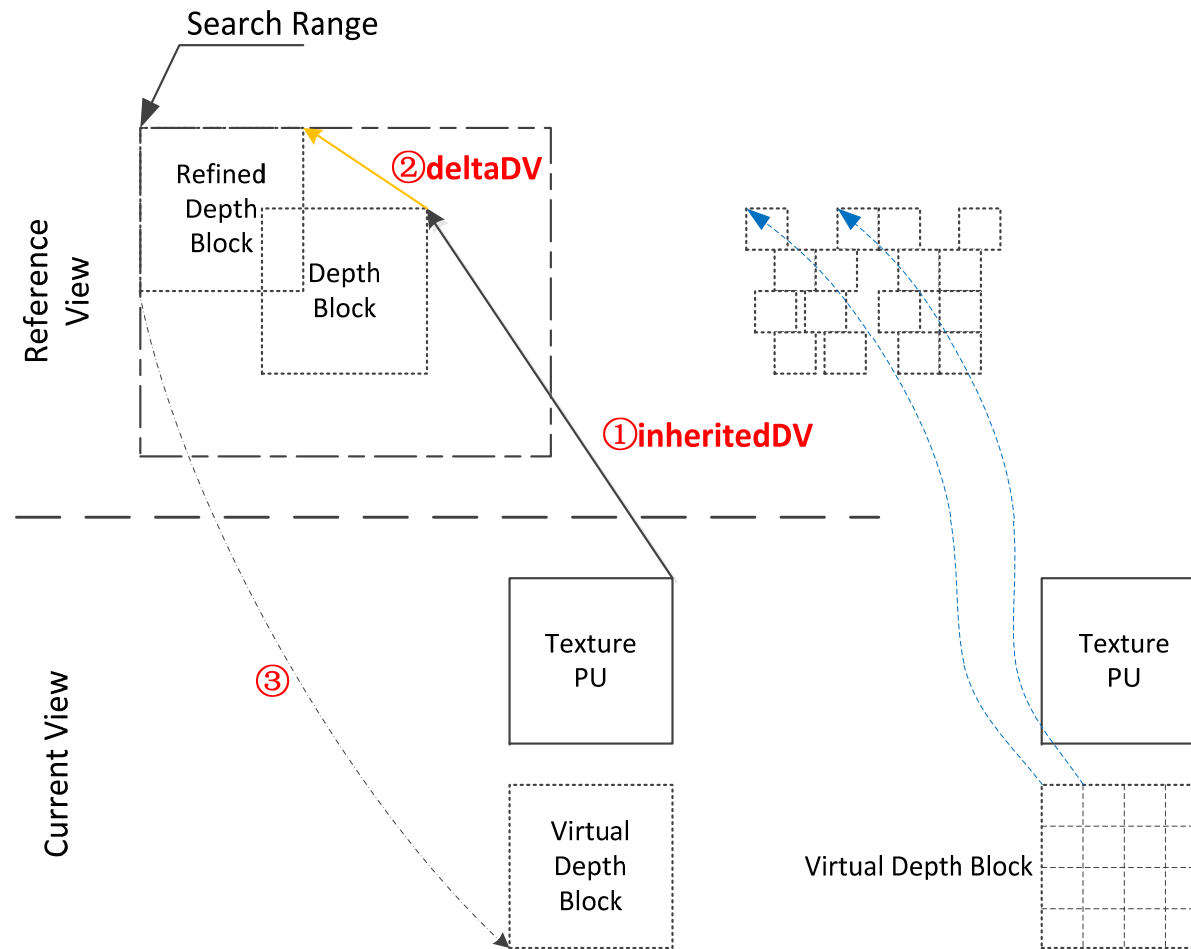 Search Range
Refined
Depth
Block
②deltaDV
Depth
Block
Reference
View
①inheritedDV
Texture
PU
Texture
PU
③
Current View
Virtual
Depth
Block
Virtual Depth Block